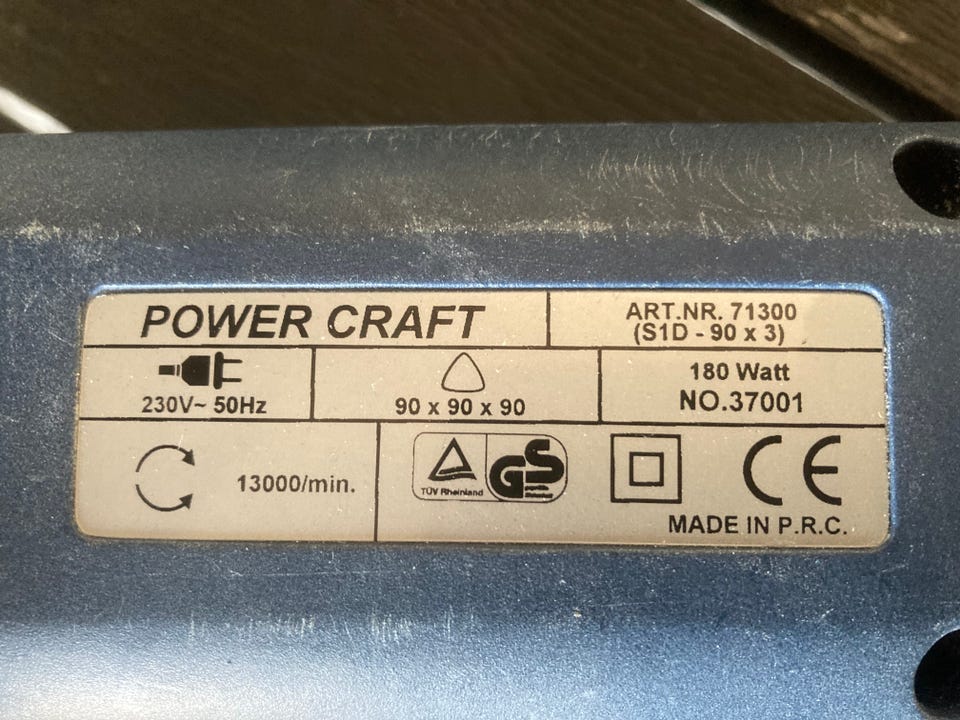 POWER CRAFT
ART.NR. 71300
(S1D - 90 x 3)
230V~ 50Hz
90 x 90 x 90
180 Watt
NO.37001
13000/min.
TÜV Rheinland
GS
CE
MADE IN P.R.C.